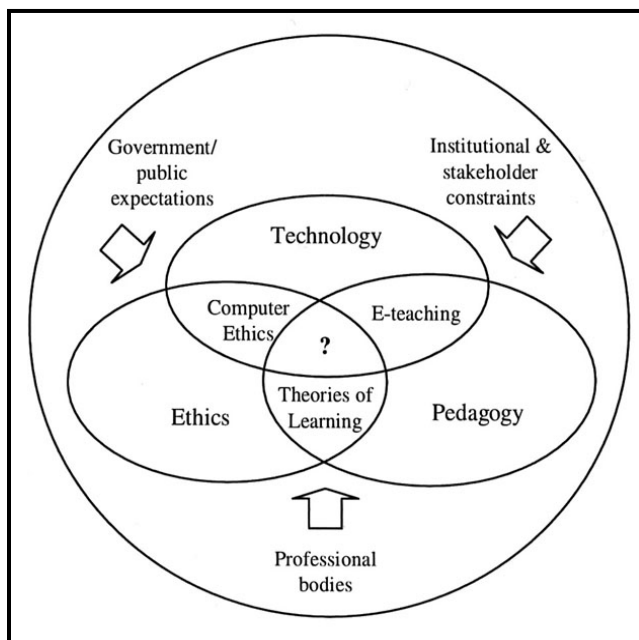 Government/
public
expectations
Institutional &
stakeholder
constraints
Technology
Computer
Ethics
E-teaching
?
Theories of
Learning
Ethics
Pedagogy
Professional
bodies